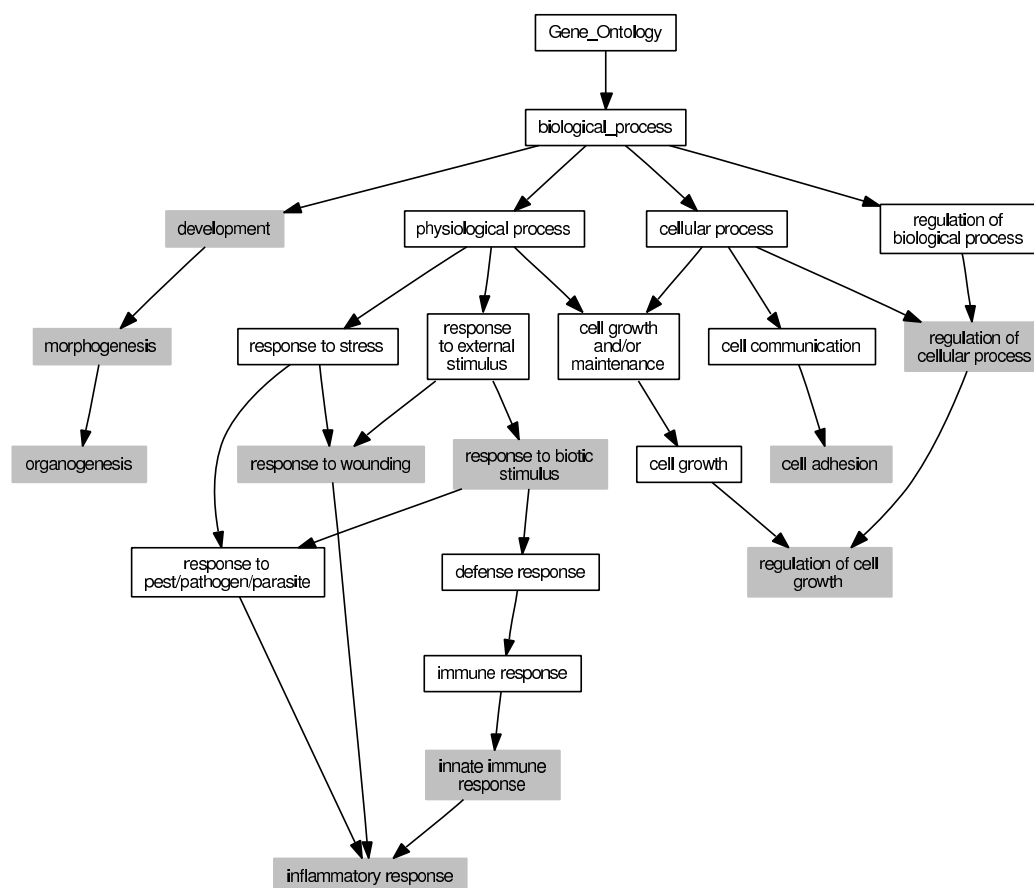 Gene_Ontology
biological_process
development
physiological process
cellular process
regulation of
biological process
morphogenesis
response to stress
response
to external
stimulus
cell growth
and/or
maintenance
cell communication
regulation of
cellular process
organogenesis
response to wounding
response to biotic
stimulus
cell growth
cell adhesion
response to
pest/pathogen/parasite
defense response
regulation of cell
growth
immune response
innate immune
response
inflammatory response